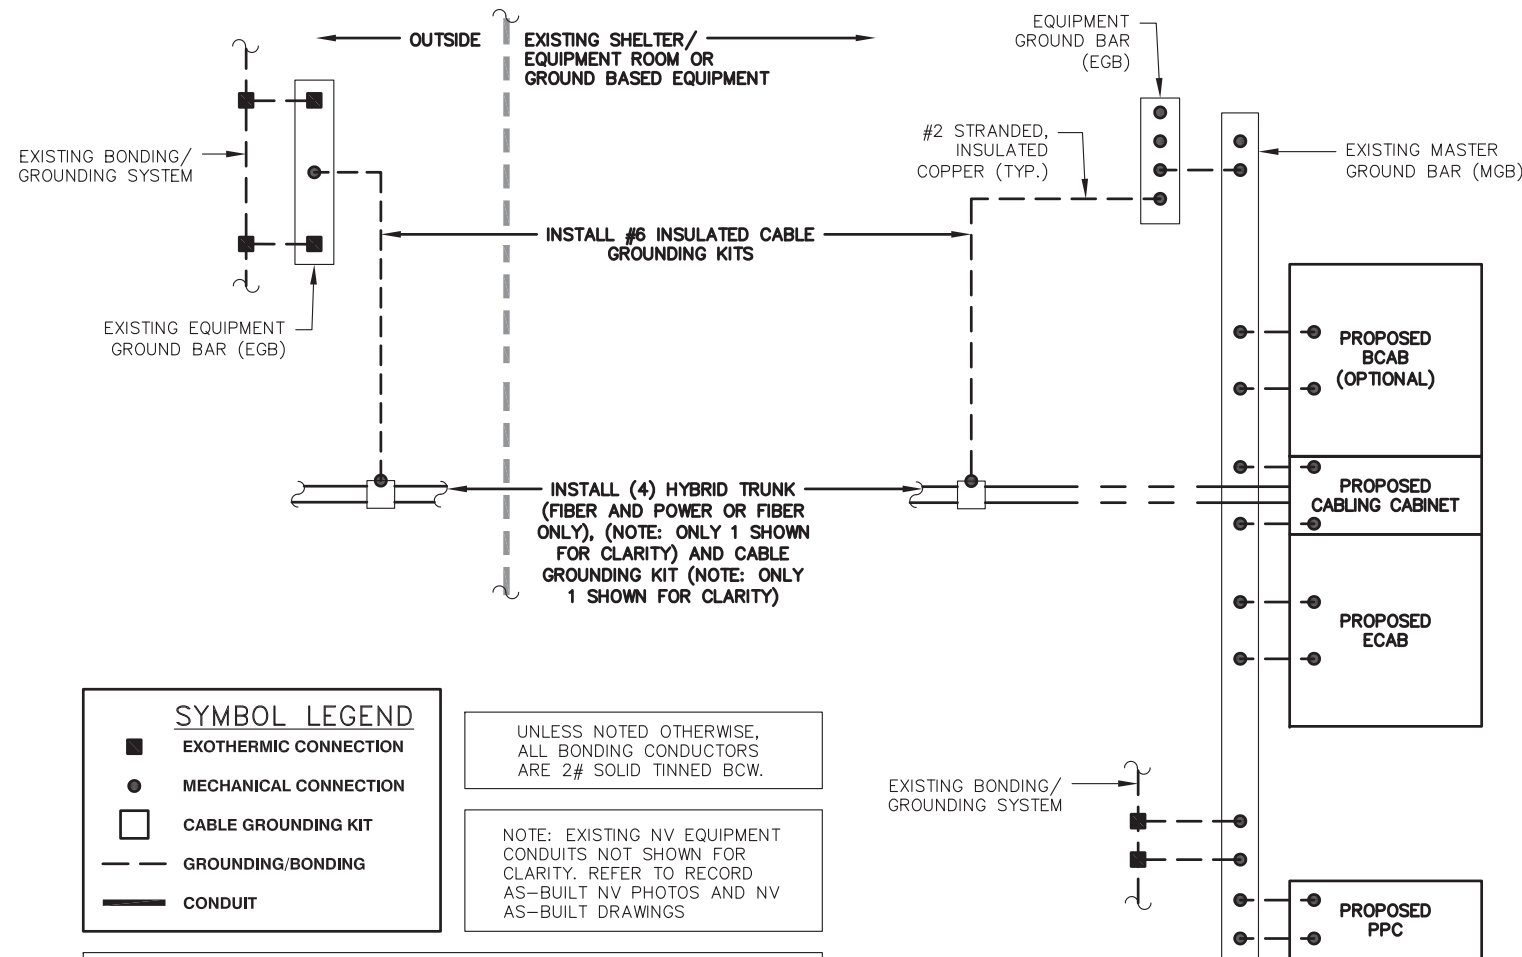 OUTSIDE
EXISTING SHELTER/
EQUIPMENT ROOM OR
GROUND BASED EQUIPMENT
EQUIPMENT
GROUND BAR
(EGB)
#2 STRANDED,
INSULATED
COPPER (TYP.)
EXISTING BONDING/
GROUNDING SYSTEM
EXISTING MASTER
GROUND BAR (MGB)
INSTALL #6 INSULATED CABLE
GROUNDING KITS
EXISTING EQUIPMENT
GROUND BAR (EGB)
PROPOSED
BCAB
(OPTIONAL)
INSTALL (4) HYBRID TRUNK
(FIBER AND POWER OR FIBER
ONLY), (NOTE: ONLY 1 SHOWN
FOR CLARITY) AND CABLE
GROUNDING KIT (NOTE: ONLY
1 SHOWN FOR CLARITY)
PROPOSED
CABLING CABINET
PROPOSED
ECAB
SYMBOL LEGEND
EXOTHERMIC CONNECTION
MECHANICAL CONNECTION
CABLE GROUNDING KIT
GROUNDING/BONDING
CONDUIT
UNLESS NOTED OTHERWISE,
ALL BONDING CONDUCTORS
ARE 2# SOLID TINNED BCW.
NOTE: EXISTING NV EQUIPMENT
CONDUITS NOT SHOWN FOR
CLARITY. REFER TO RECORD
AS-BUILT NV PHOTOS AND NV
AS-BUILT DRAWINGS
EXISTING BONDING/
GROUNDING SYSTEM
PROPOSED
PPC